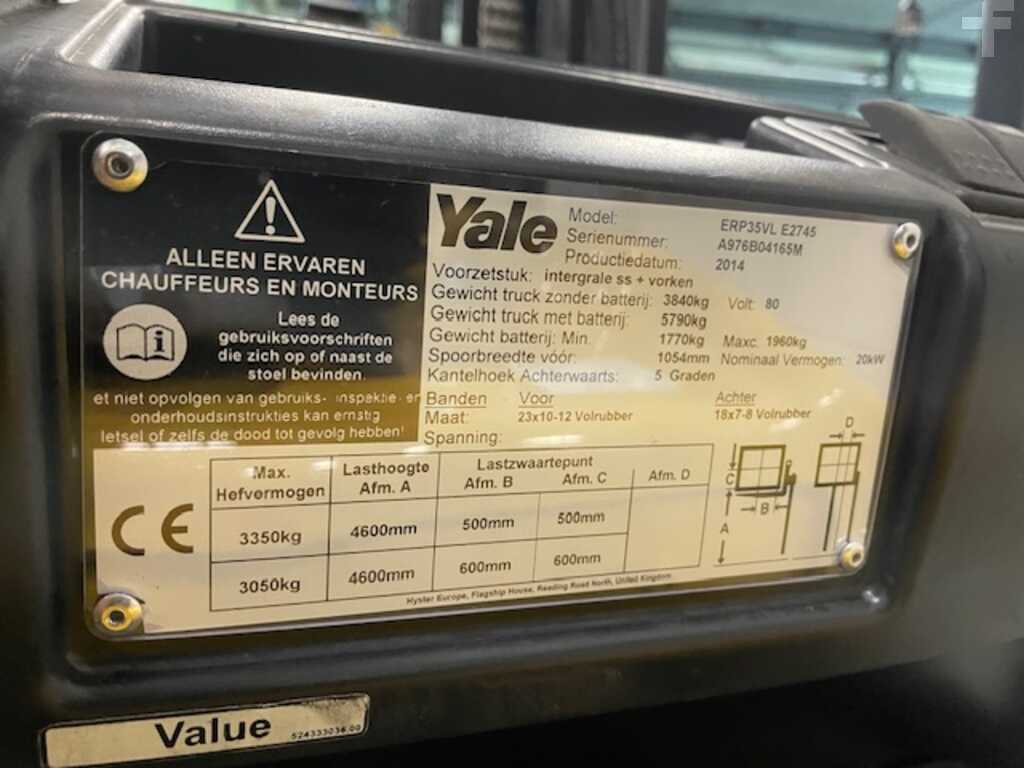 ALLEEN ERVAREN
CHAUFFEURS EN MONTEURS
Lees de
gebruiksvoorschriften
die zich op of naast de
stoel bevinden.
et niet opvolgen van gebruiks- inspektie- en
onderhoudsinstrukties kan ernstig
letsel of zelfs de dood tot gevolg hebben!
Yale
Model: ERP35VL E2745
Serienummer: A976B04165M
Productiedatum: 2014
Voorzetstuk: intergrale ss + vorken
Gewicht truck zonder batterij: 3840kg Volt: 80
Gewicht truck met batterij: 5790kg
Gewicht batterij: Min. 1770kg Maxc. 1960kg
Spoorbreedte vóór: 1054mm Nominaal Vermogen: 20kW
Kantelhoek Achterwaarts: 5 Graden
Banden Voor Achter
Maat: 23x10-12 Volrubber 18x7-8 Volrubber
Spanning:
CE
Max. Hefvermogen Lasthoogte Afm. A Lastzwaartepunt Afm. B Afm. C Afm. D
3350kg 4600mm 500mm 500mm
3050kg 4600mm 600mm 600mm
C B A D
Hyster Europe, Flagship House, Reading Road North, United Kingdom
Value 524333036 00